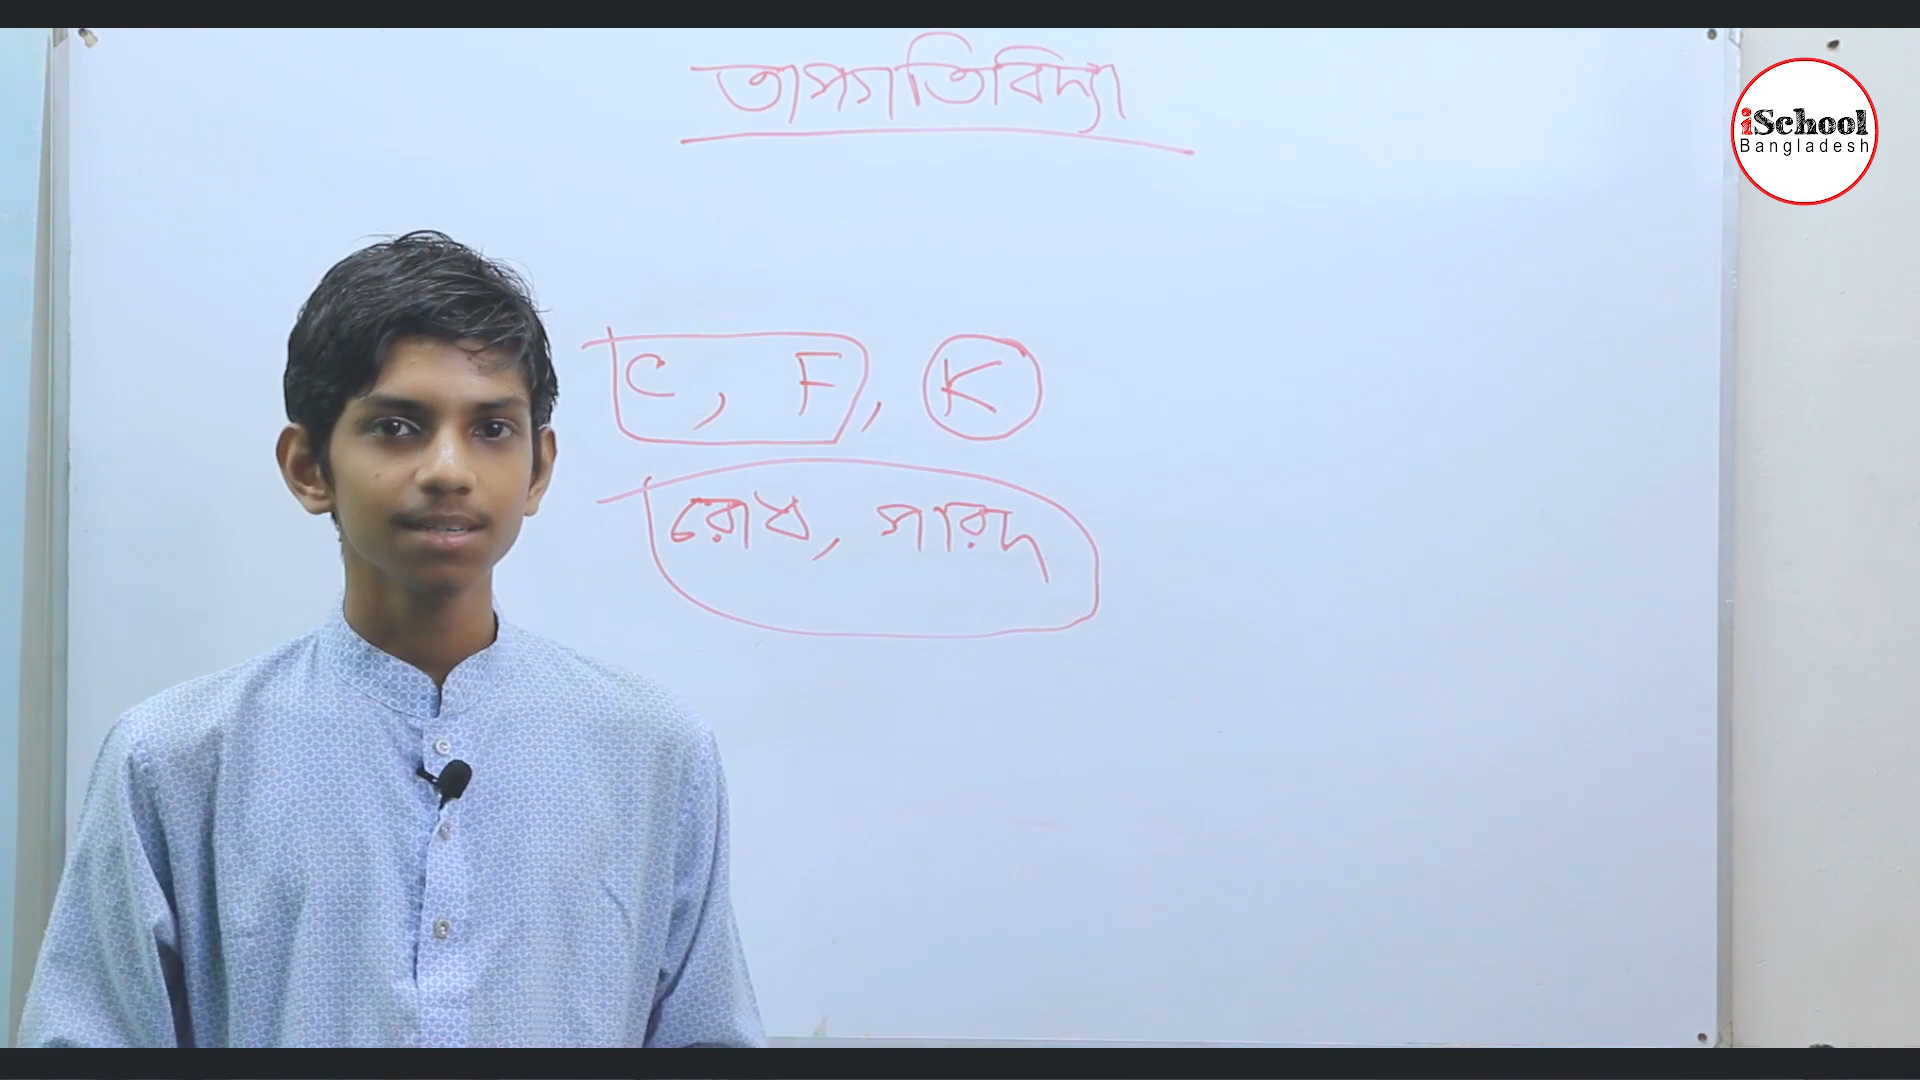 তাপগতিবিদ্যা
iSchool
Bangladesh
C, F, K
রোধ, পারদ